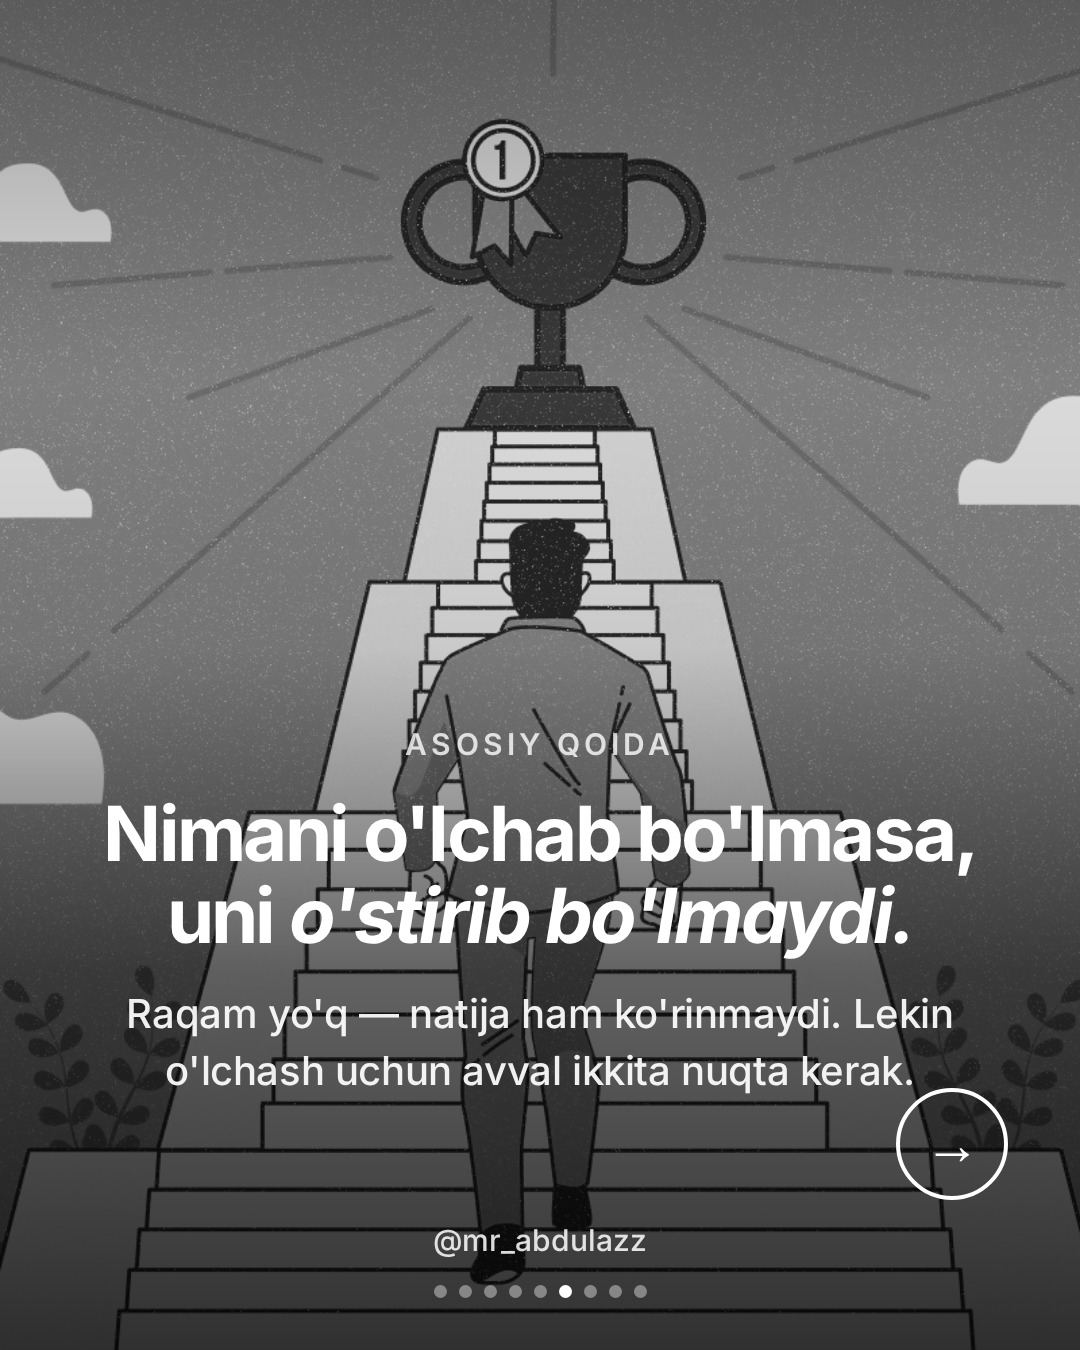 1
ASOSIY QOIDA
Nimani o'lchab bo'lmasa,
uni o'stirib bo'lmaydi.
Raqam yo'q — natija ham ko'rinmaydi. Lekin
o'lchash uchun avval ikkita nuqta kerak.
→
@mr_abdulazz